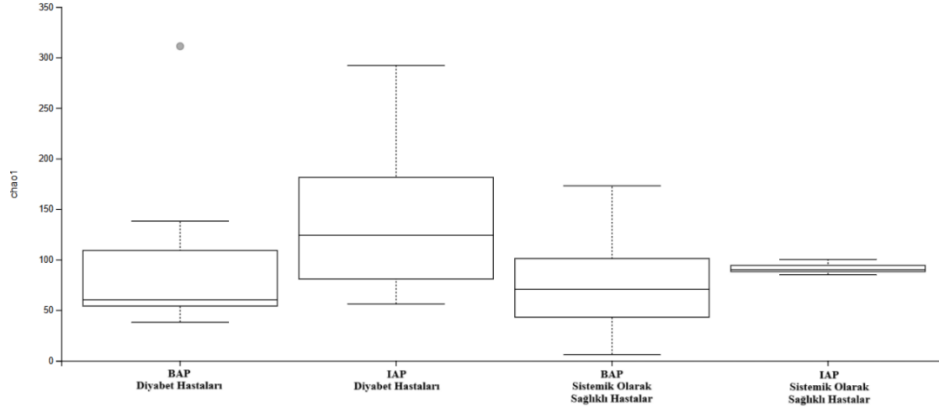 350
300
250
200
150
100
50
0
chao1
BAP
Diyabet Hastaları
IAP
Diyabet Hastaları
BAP
Sistemik Olarak
Sağlıklı Hastalar
IAP
Sistemik Olarak
Sağlıklı Hastalar